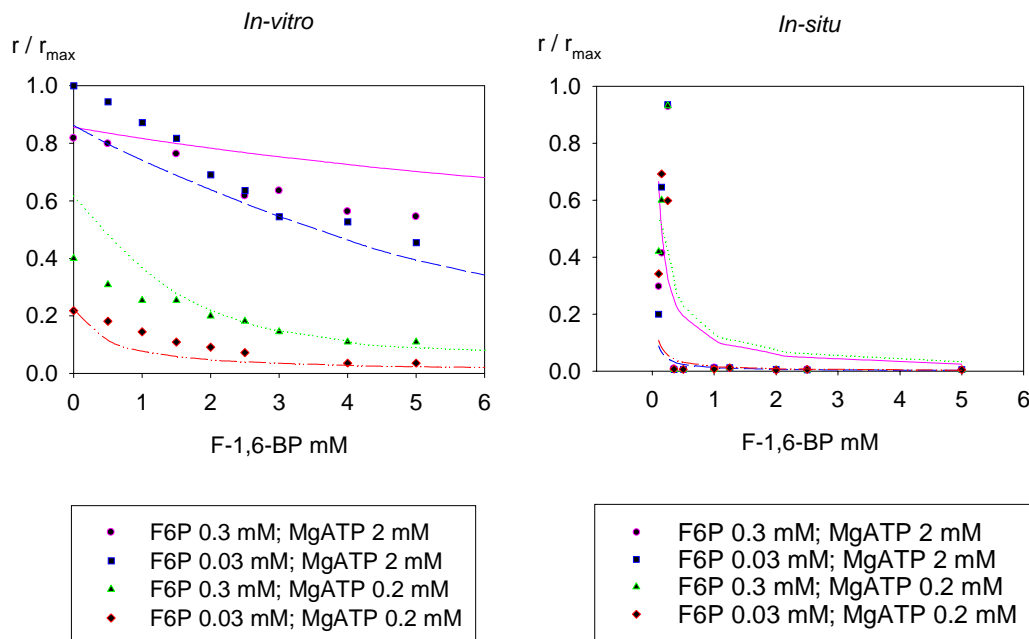 In-vitro
r / rmax
1.0
0.8
0.6
0.4
0.2
0.0
0 1 2 3 4 5 6
F-1,6-BP mM
F6P 0.3 mM; MgATP 2 mM
F6P 0.03 mM; MgATP 2 mM
F6P 0.3 mM; MgATP 0.2 mM
F6P 0.03 mM; MgATP 0.2 mM
In-situ
r / rmax
1.0
0.8
0.6
0.4
0.2
0.0
0 1 2 3 4 5 6
F-1,6-BP mM
F6P 0.3 mM; MgATP 2 mM
F6P 0.03 mM; MgATP 2 mM
F6P 0.3 mM; MgATP 0.2 mM
F6P 0.03 mM; MgATP 0.2 mM